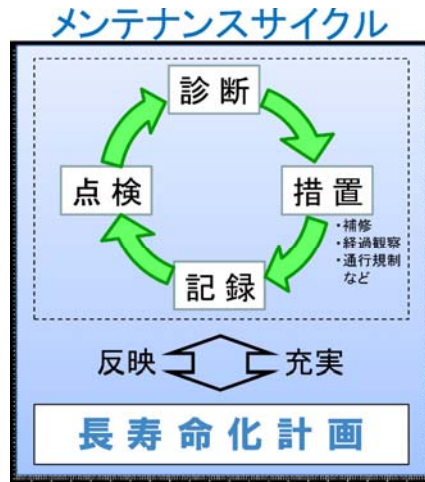 メンテナンスサイクル
診断
点検
措置
・補修
・経過観察
・通行規制
など
記録
反映
充実
長寿命化計画